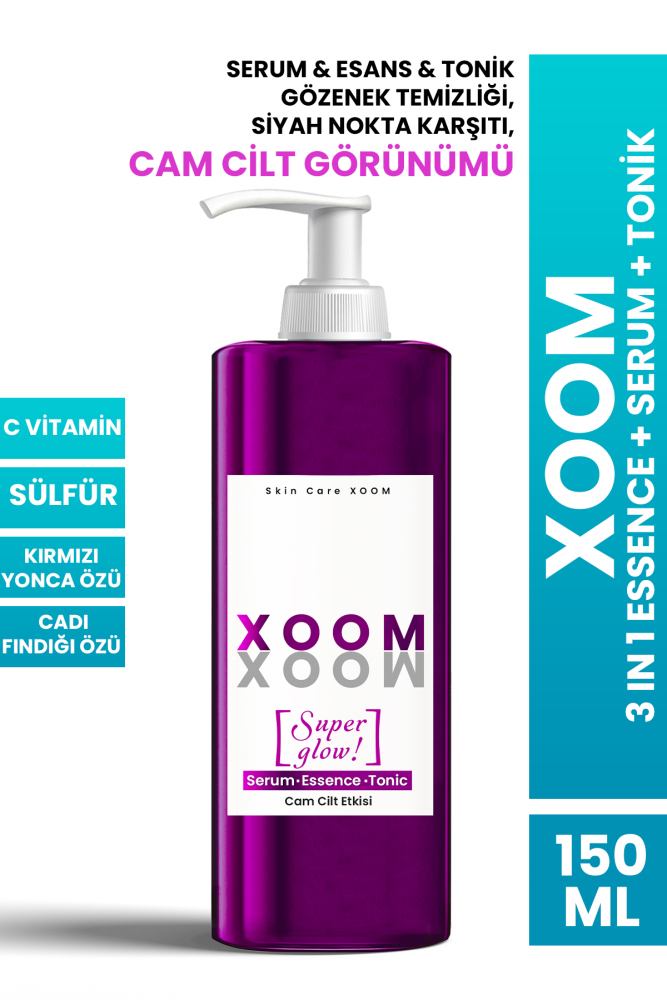 SERUM & ESANS & TONİK
GÖZENEK TEMİZLİĞİ,
SİYAH NOKTA KARŞITI,
CAM CİLT GÖRÜNÜMÜ
C VİTAMİN
SÜLFÜR
KIRMIZI
YONCA ÖZÜ
CADI
FINDIĞI ÖZÜ
Skin Care XOOM
XOOM
XOOM
[Super
glow!]
Serum·Essence·Tonic
Cam Cilt Etkisi
XOOM
3 IN 1 ESSENCE + SERUM + TONİK
150
ML